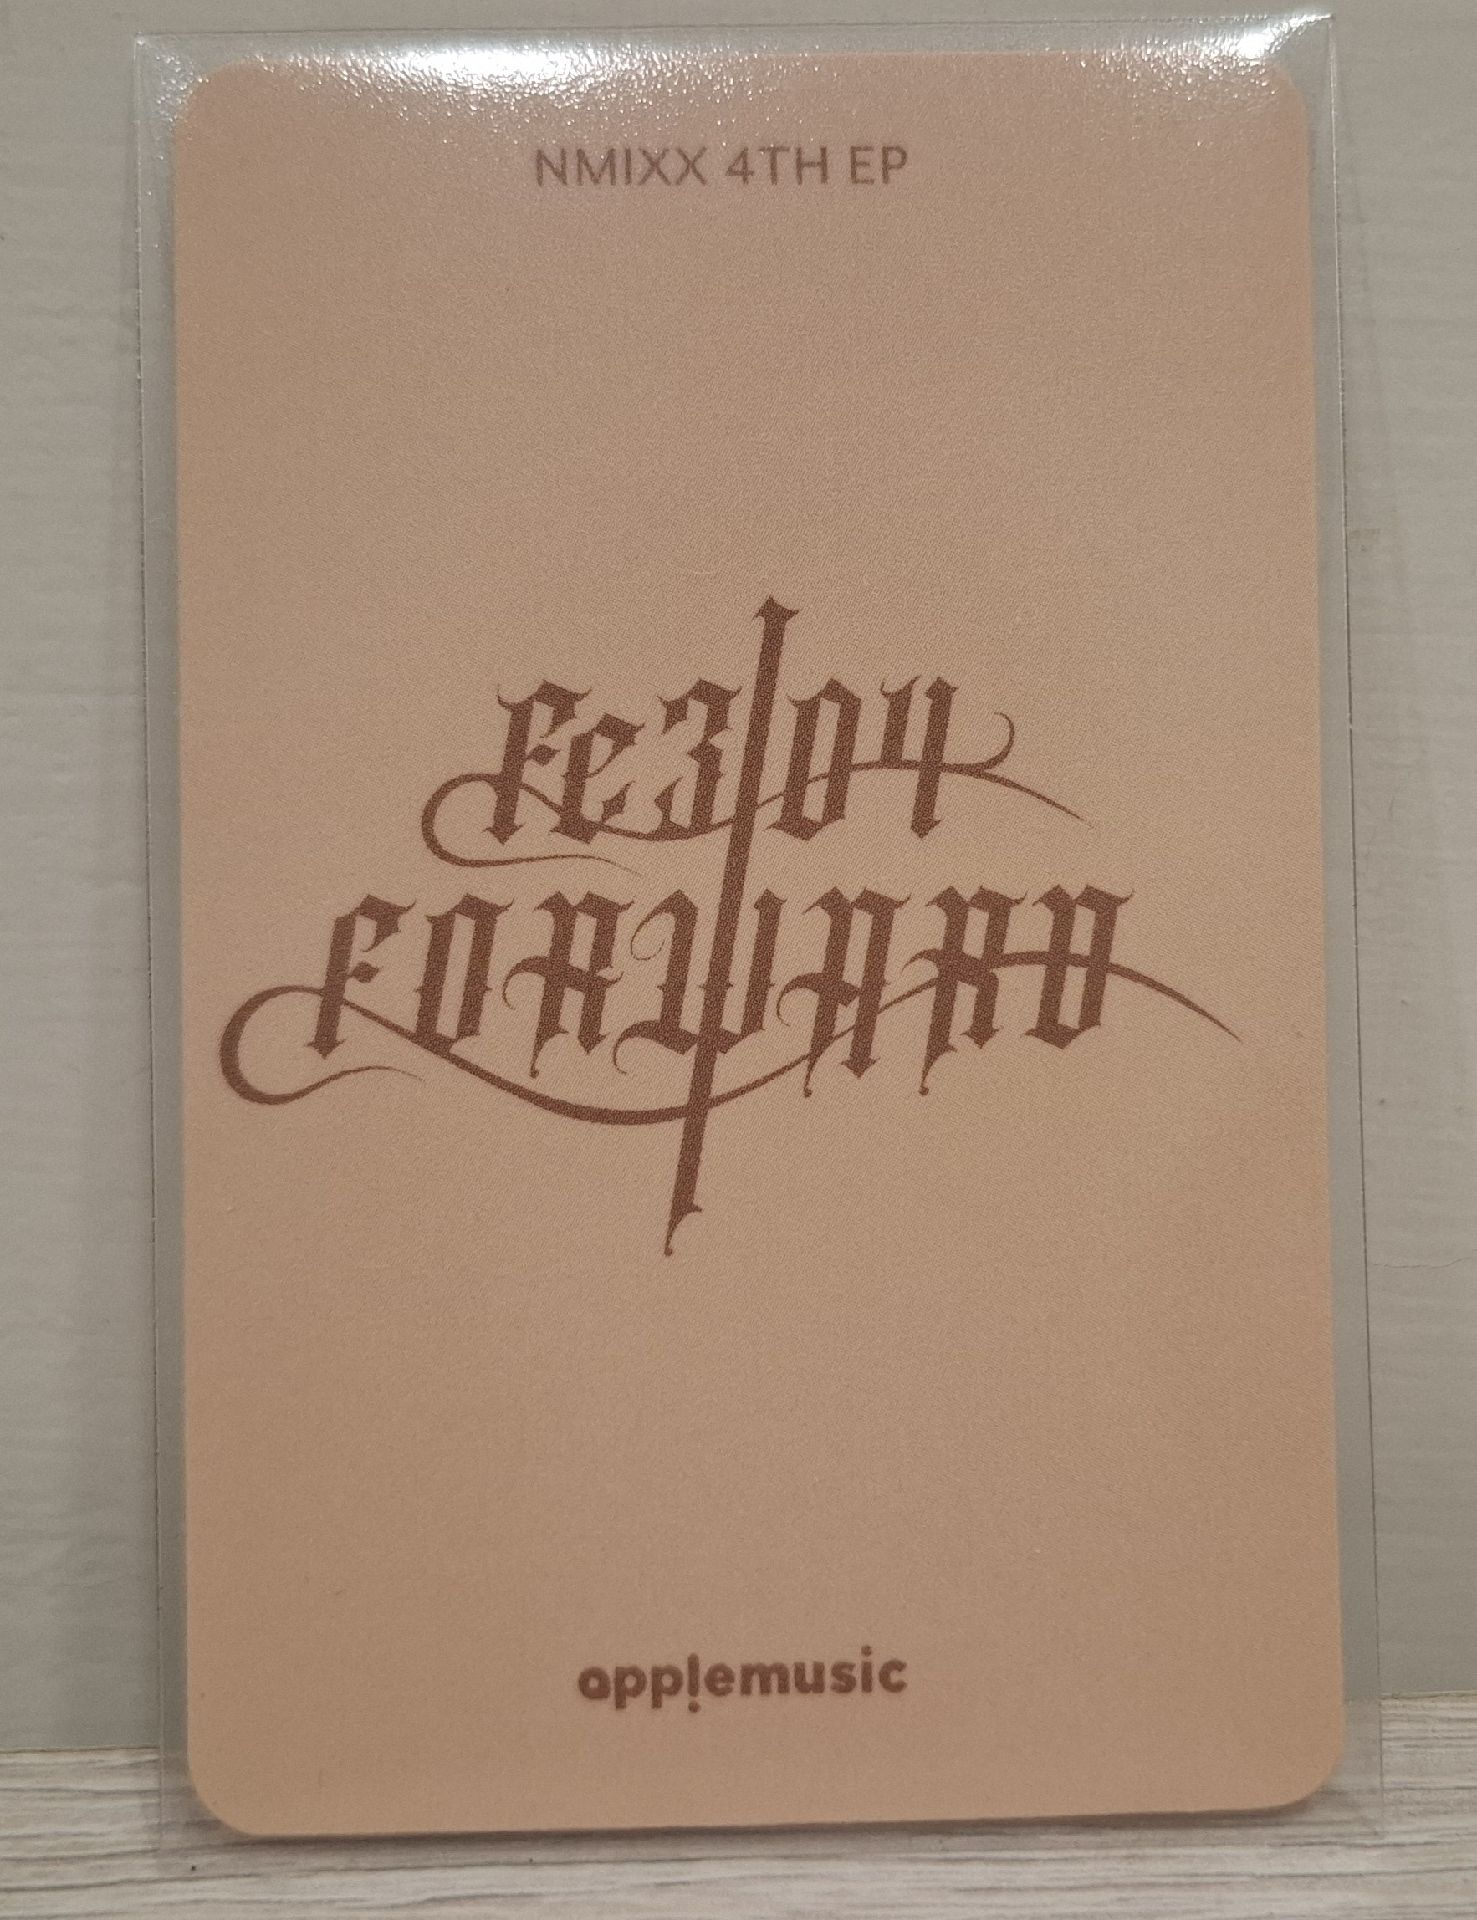 NMIXX 4TH EP
Fe3O4
FORWARD
applemusic